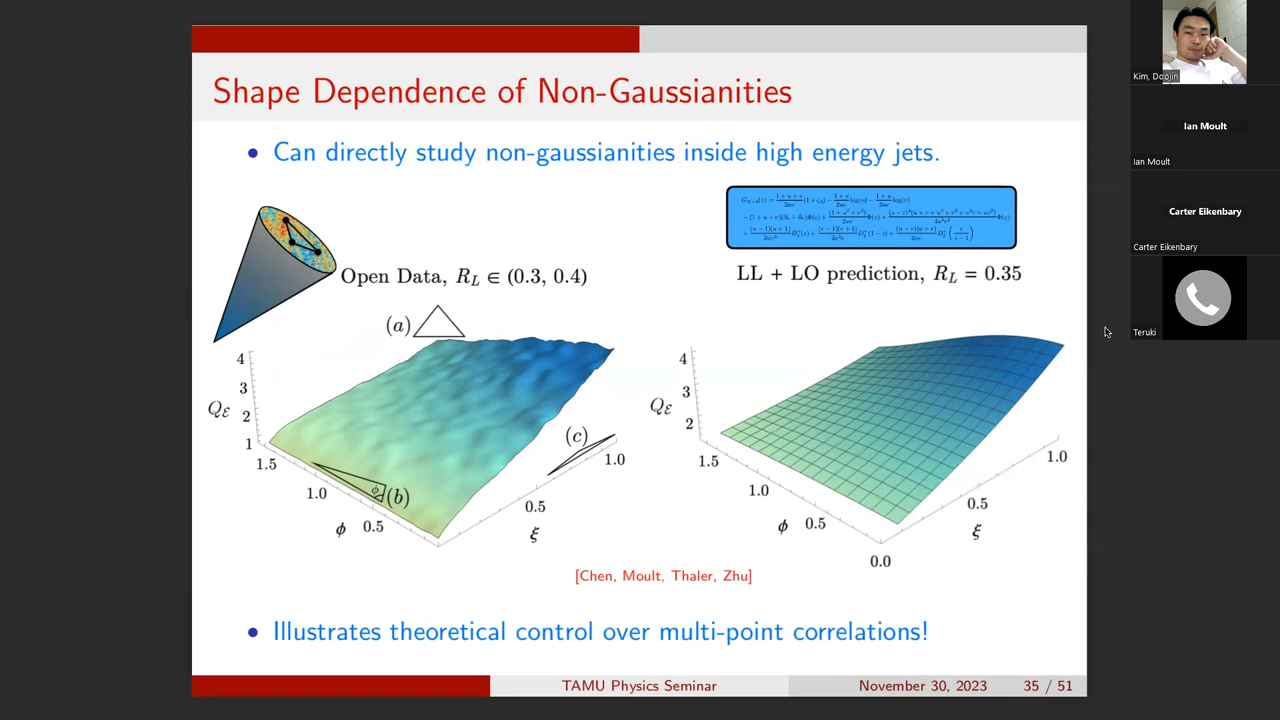 Shape Dependence of Non-Gaussianities
• Can directly study non-gaussianities inside high energy jets.
Open Data, R_L ∈ (0.3, 0.4)
LL + LO prediction, R_L = 0.35
(a)
4
3
Q_ℰ 2
1
1.5
1.0
ϕ 0.5
ϕ
(b)
(c)
1.0
0.5
ξ
4
3
Q_ℰ
2
1.5
1.0
ϕ 0.5
0.0
1.0
0.5
ξ
[Chen, Moult, Thaler, Zhu]
• Illustrates theoretical control over multi-point correlations!
TAMU Physics Seminar
November 30, 2023 35 / 51
Kim, Doojin
Ian Moult
Ian Moult
Carter Eikenbary
Carter Eikenbary
Teruki